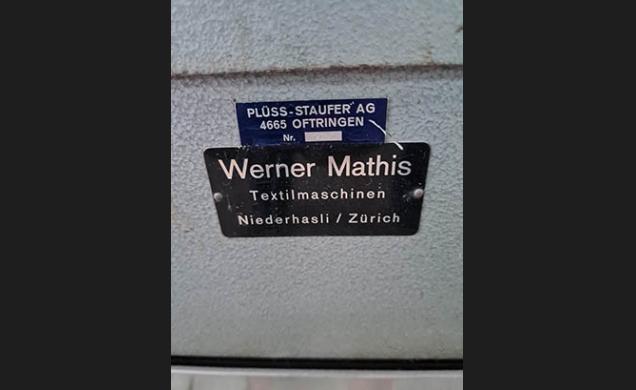 PLÜSS-STAUFER AG
4665 OFTRINGEN
Nr.
Werner Mathis
Textilmaschinen
Niederhasli / Zürich